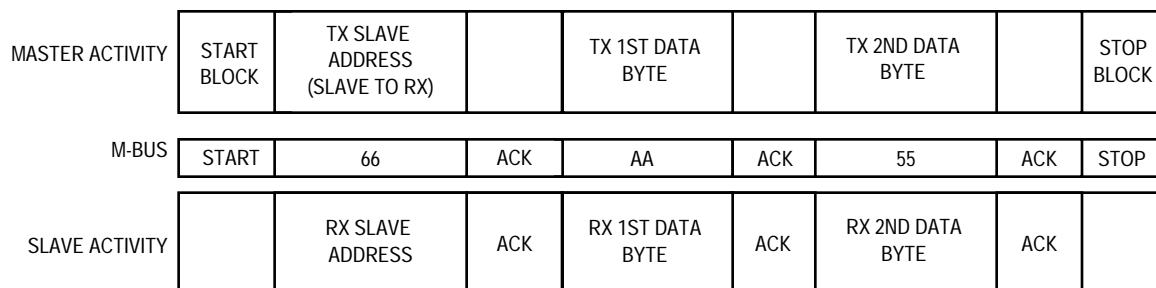 MASTER ACTIVITY
START
BLOCK
TX SLAVE
ADDRESS
(SLAVE TO RX)
TX 1ST DATA
BYTE
TX 2ND DATA
BYTE
STOP
BLOCK
M-BUS
START
66
ACK
AA
ACK
55
ACK
STOP
SLAVE ACTIVITY
RX SLAVE
ADDRESS
ACK
RX 1ST DATA
BYTE
ACK
RX 2ND DATA
BYTE
ACK